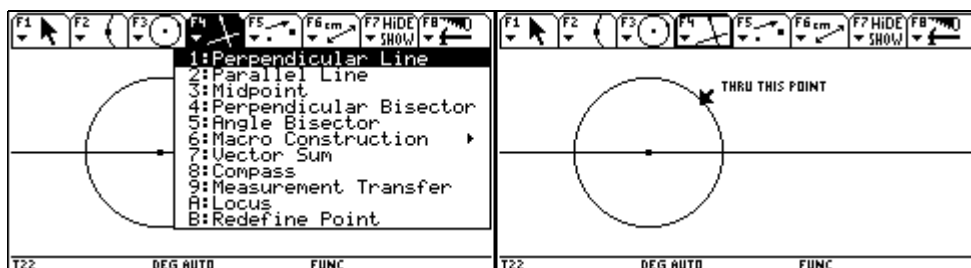 F1 F2 F3 F4 F5 F6 cm F7 HIDE SHOW F8
1:Perpendicular Line
2:Parallel Line
3:Midpoint
4:Perpendicular Bisector
5:Angle Bisector
6:Macro Construction
7:Vector Sum
8:Compass
9:Measurement Transfer
A:Locus
B:Redefine Point
T22 DEG AUTO FUNC
F1 F2 F3 F4 F5 F6 cm F7 HIDE SHOW F8
THRU THIS POINT
T22 DEG AUTO FUNC